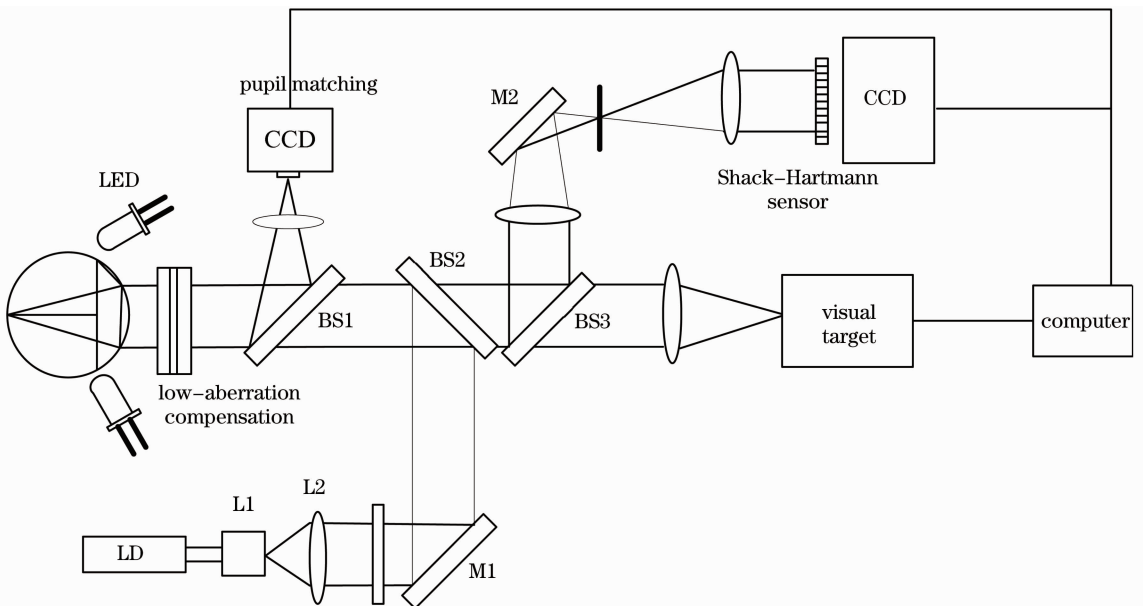 pupil matching
CCD
LED
M2
CCD
Shack-Hartmann
sensor
BS1
BS2
BS3
visual
target
computer
low-aberration
compensation
L1
L2
LD
M1